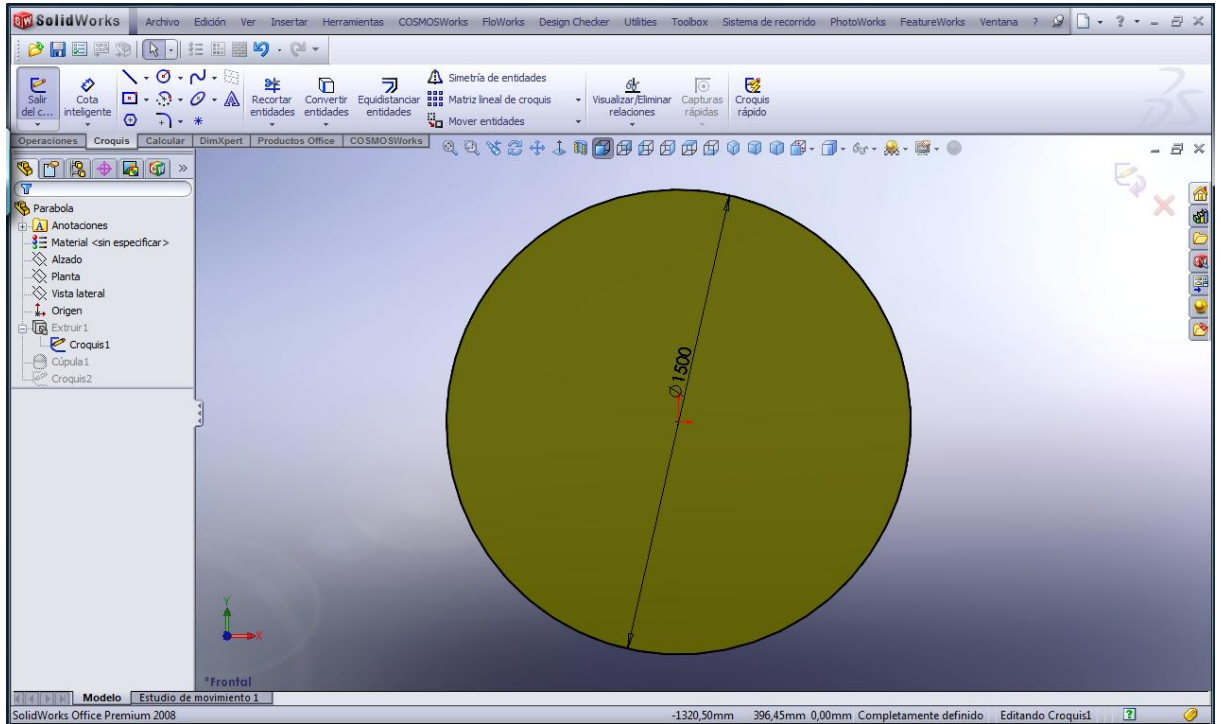 SolidWorks Archivo Edición Ver Insertar Herramientas COSMOSWorks FloWorks Design Checker Utilities Toolbox Sistema de recorrido PhotoWorks FeatureWorks Ventana ?
Salir del c...
Cota inteligente
Recortar entidades
Convertir entidades
Equidistanciar entidades
Simetría de entidades
Matriz lineal de croquis
Mover entidades
Visualizar/Eliminar relaciones
Capturas rápidas
Croquis rápido
Operaciones Croquis Calcular DimXpert Productos Office COSMOSWorks
Parabola
Anotaciones
Material <sin especificar>
Alzado
Planta
Vista lateral
Origen
Extruir1
Croquis1
Cúpula1
Croquis2
Ø1500
Y
X
*Frontal
Modelo Estudio de movimiento 1
SolidWorks Office Premium 2008 -1320,50mm 396,45mm 0,00mm Completamente definido Editando Croquis1